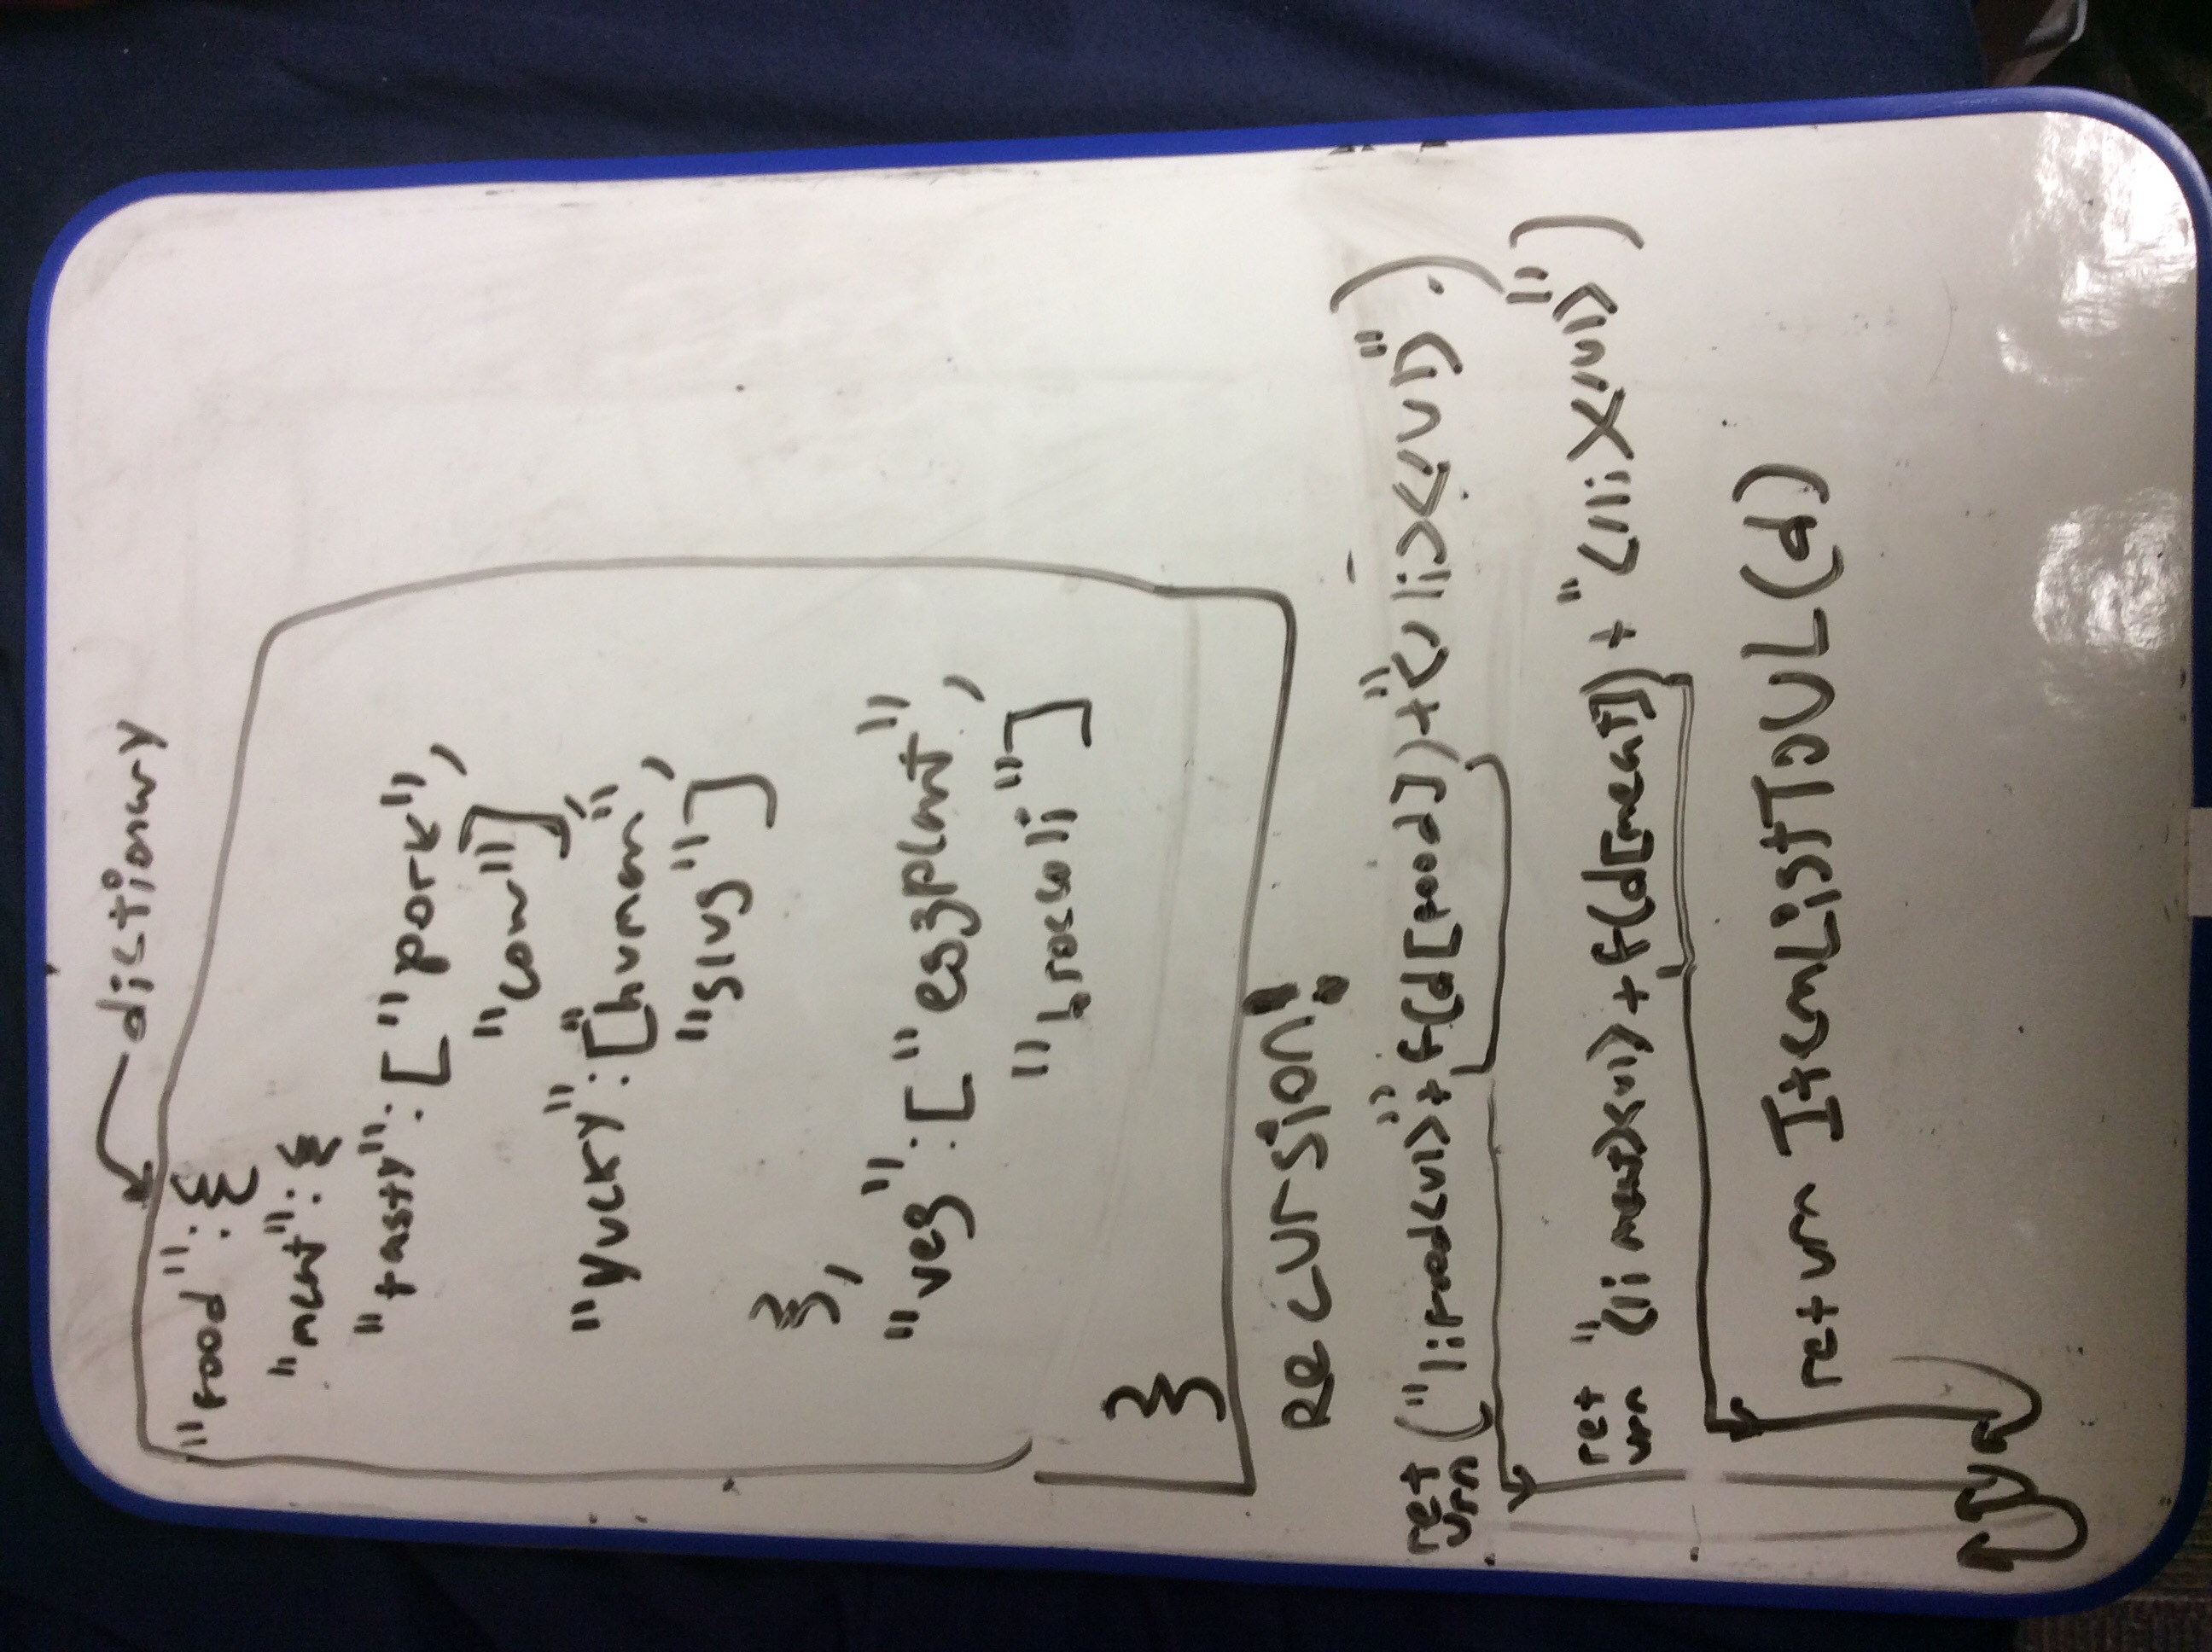 dictionary
"food": {
"meat": {
"tasty": ["pork",
"cow"],
"yucky": ["human",
"slug"]
},
"veg": ["eggplant",
"broccoli"]
}
Recursion!
return ("li food<ul>"+ f(d[food])+"</li></ul>".)
return "<li meat><ul>+f(d[meat])+"</li></ul>")
return ItemListToUL(d)